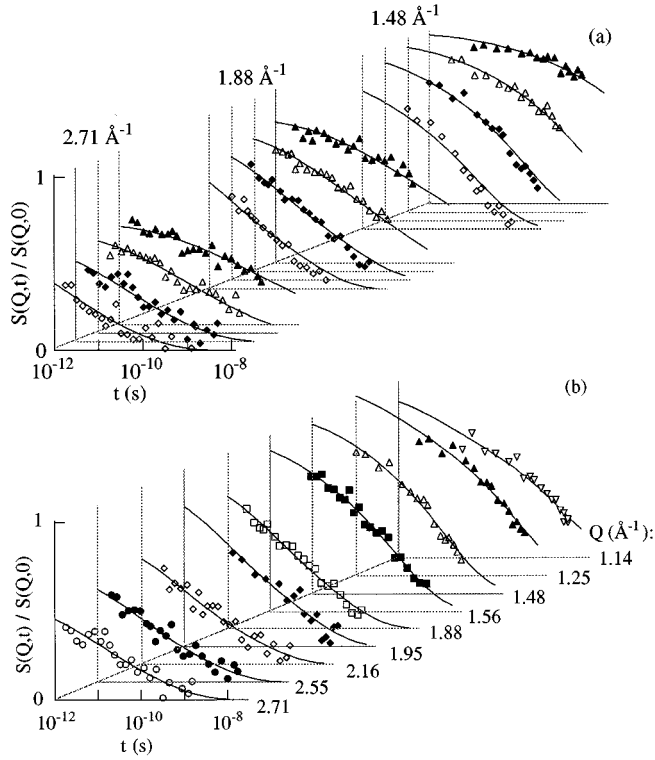 (a)
1.48 Å-1
1.88 Å-1
2.71 Å-1
1
S(Q,t) / S(Q,0)
0
10-12
10-10
10-8
t (s)
(b)
1
S(Q,t) / S(Q,0)
0
Q (Å-1):
1.14
1.25
1.48
1.56
1.88
1.95
2.16
2.55
2.71
10-12
10-10
10-8
t (s)